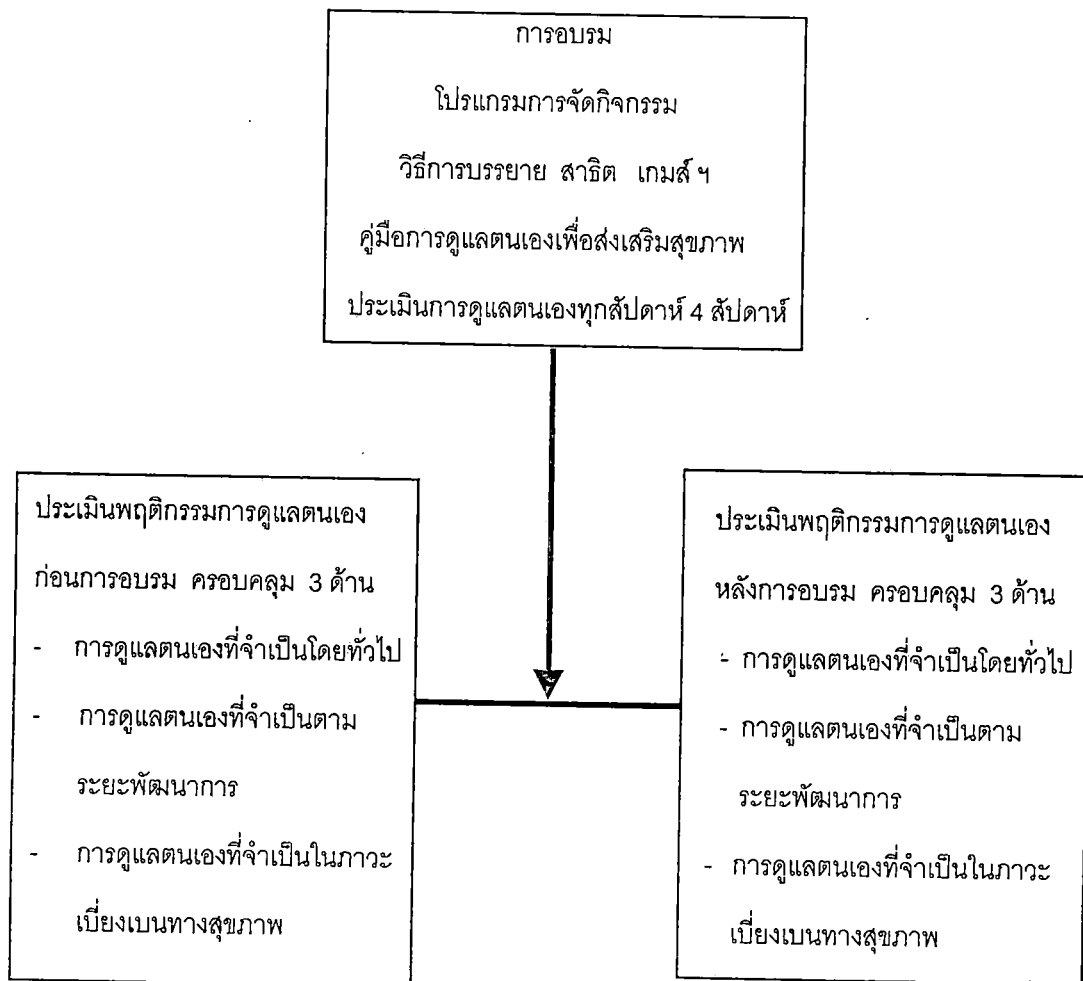 การอบรม
โปรแกรมการจัดกิจกรรม
วิธีการบรรยาย สาธิต เกมส์ ฯ
คู่มือการดูแลตนเองเพื่อส่งเสริมสุขภาพ
ประเมินการดูแลตนเองทุกสัปดาห์ 4 สัปดาห์
ประเมินพฤติกรรมการดูแลตนเอง
ก่อนการอบรม ครอบคลุม 3 ด้าน
- การดูแลตนเองที่จำเป็นโดยทั่วไป
- การดูแลตนเองที่จำเป็นตาม
ระยะพัฒนาการ
- การดูแลตนเองที่จำเป็นในภาวะ
เบี่ยงเบนทางสุขภาพ
ประเมินพฤติกรรมการดูแลตนเอง
หลังการอบรม ครอบคลุม 3 ด้าน
- การดูแลตนเองที่จำเป็นโดยทั่วไป
- การดูแลตนเองที่จำเป็นตาม
ระยะพัฒนาการ
- การดูแลตนเองที่จำเป็นในภาวะ
เบี่ยงเบนทางสุขภาพ